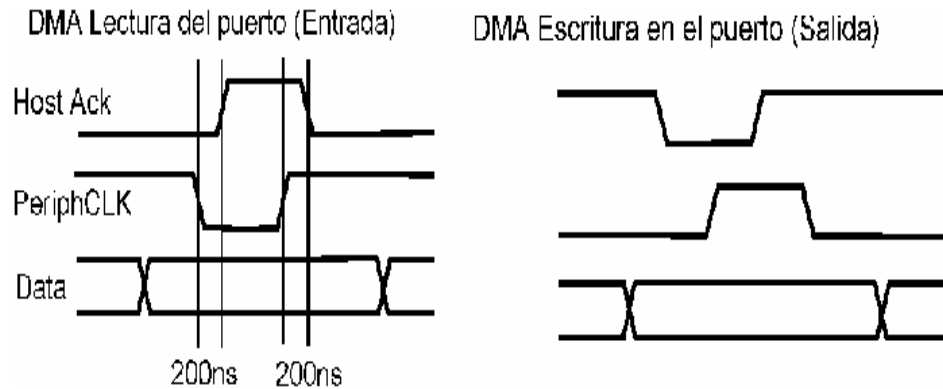 DMA Lectura del puerto (Entrada)
DMA Escritura en el puerto (Salida)
Host Ack
PeriphCLK
Data
200ns
200ns